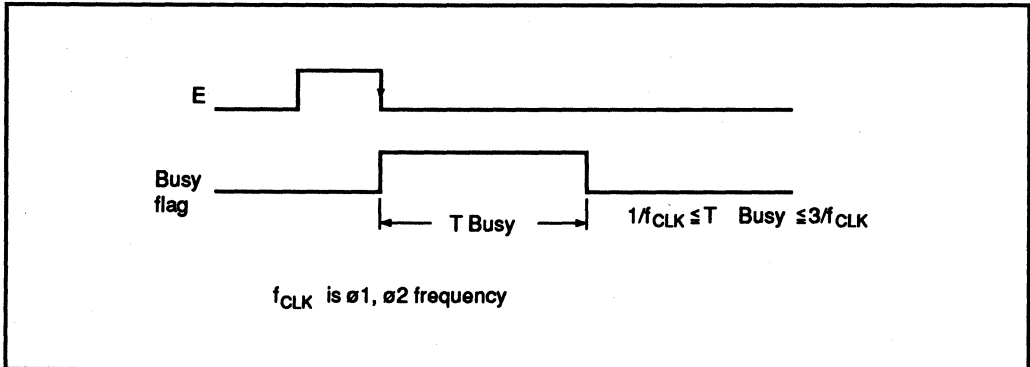 E
Busy
flag
T Busy
1/fCLK ≦ T Busy ≦ 3/fCLK
fCLK is ø1, ø2 frequency